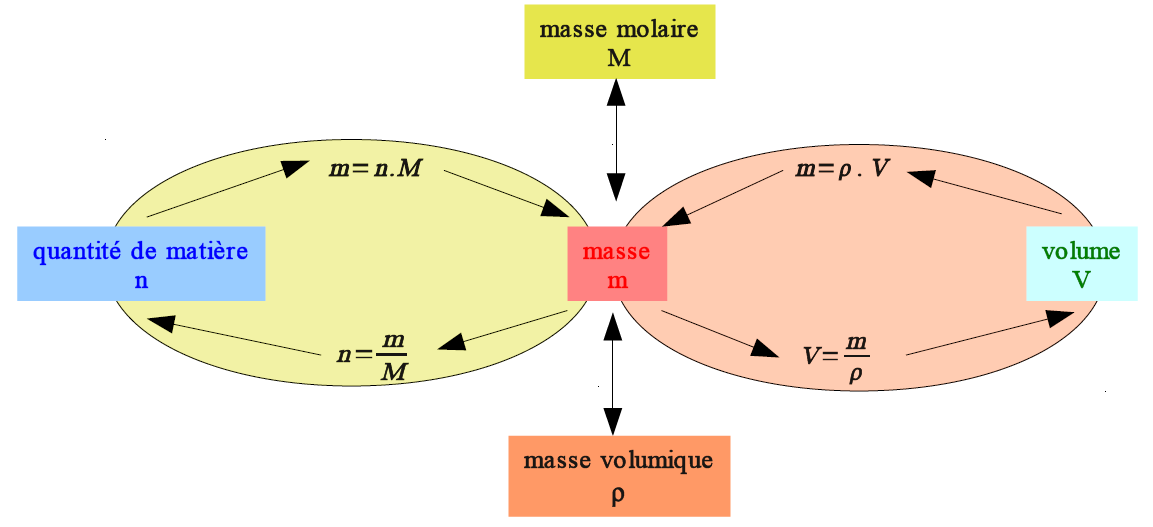 masse molaire
M
m=n.M
m=ρ . V
quantité de matière
n
masse
m
volume
V
n=m/M
V=m/ρ
masse volumique
ρ